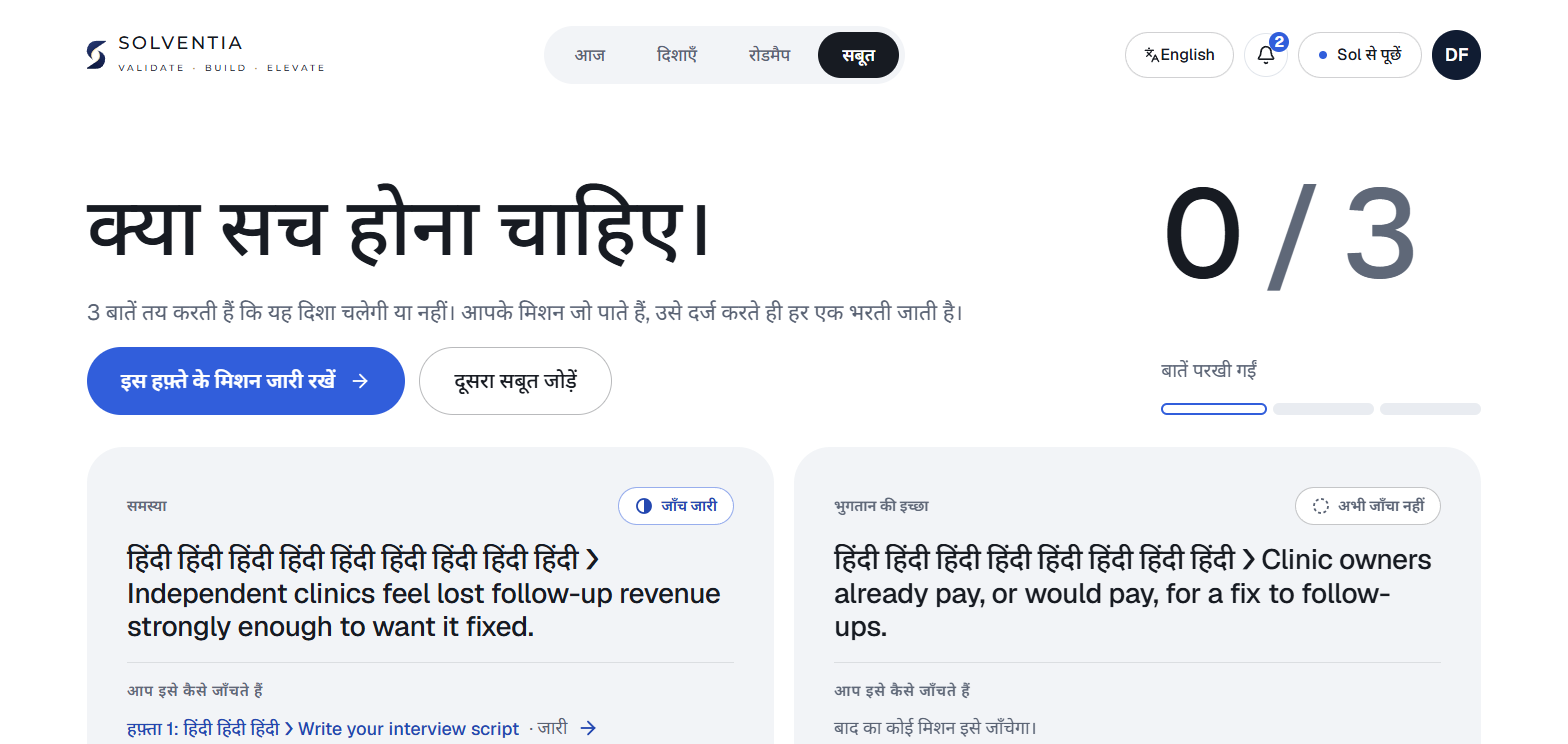 SOLVENTIA
VALIDATE · BUILD · ELEVATE
आज दिशाएँ रोडमैप सबूत
English 2 Sol से पूछें DF
क्या सच होना चाहिए।
0 / 3
3 बातें तय करती हैं कि यह दिशा चलेगी या नहीं। आपके मिशन जो पाते हैं, उसे दर्ज करते ही हर एक भरती जाती है।
इस हफ़्ते के मिशन जारी रखें → दूसरा सबूत जोड़ें
बातें परखी गईं
समस्या जाँच जारी
हिंदी हिंदी हिंदी हिंदी हिंदी हिंदी हिंदी हिंदी हिंदी ❯
Independent clinics feel lost follow-up revenue
strongly enough to want it fixed.
आप इसे कैसे जाँचते हैं
हफ़्ता 1: हिंदी हिंदी हिंदी ❯ Write your interview script · जारी →
भुगतान की इच्छा अभी जाँचा नहीं
हिंदी हिंदी हिंदी हिंदी हिंदी हिंदी हिंदी हिंदी ❯ Clinic owners
already pay, or would pay, for a fix to follow-
ups.
आप इसे कैसे जाँचते हैं
बाद का कोई मिशन इसे जाँचेगा।